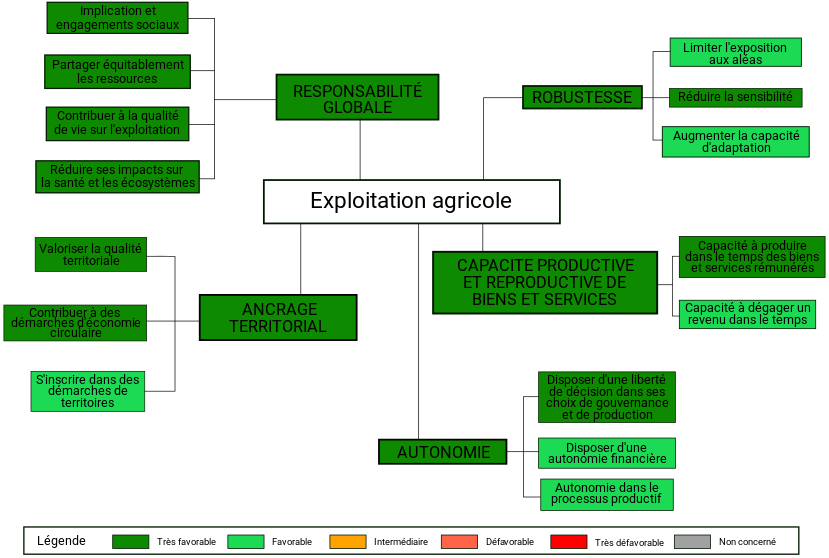 Implication et
engagements sociaux
Partager équitablement
les ressources
Contribuer à la qualité
de vie sur l'exploitation
Réduire ses impacts sur
la santé et les écosystèmes
RESPONSABILITÉ
GLOBALE
ROBUSTESSE
Limiter l'exposition
aux aléas
Réduire la sensibilité
Augmenter la capacité
d'adaptation
Exploitation agricole
Valoriser la qualité
territoriale
Contribuer à des
démarches d'économie
circulaire
S'inscrire dans des
démarches de
territoires
ANCRAGE
TERRITORIAL
CAPACITE PRODUCTIVE
ET REPRODUCTIVE DE
BIENS ET SERVICES
Capacité à produire
dans le temps des biens
et services rémunérés
Capacité à dégager un
revenu dans le temps
AUTONOMIE
Disposer d'une liberté
de décision dans ses
choix de gouvernance
et de production
Disposer d'une
autonomie financière
Autonomie dans le
processus productif
Légende
Très favorable
Favorable
Intermédiaire
Défavorable
Très défavorable
Non concerné